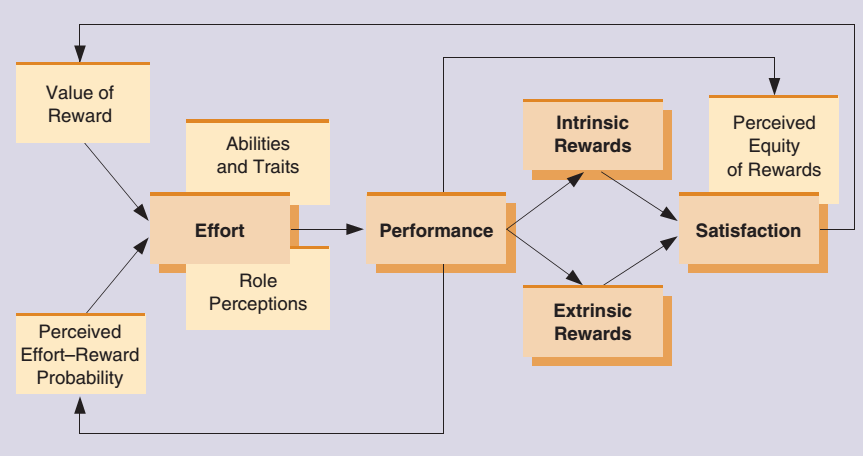 Value of
Reward
Abilities
and Traits
Effort
Role
Perceptions
Perceived
Effort–Reward
Probability
Performance
Intrinsic
Rewards
Extrinsic
Rewards
Perceived
Equity
of Rewards
Satisfaction